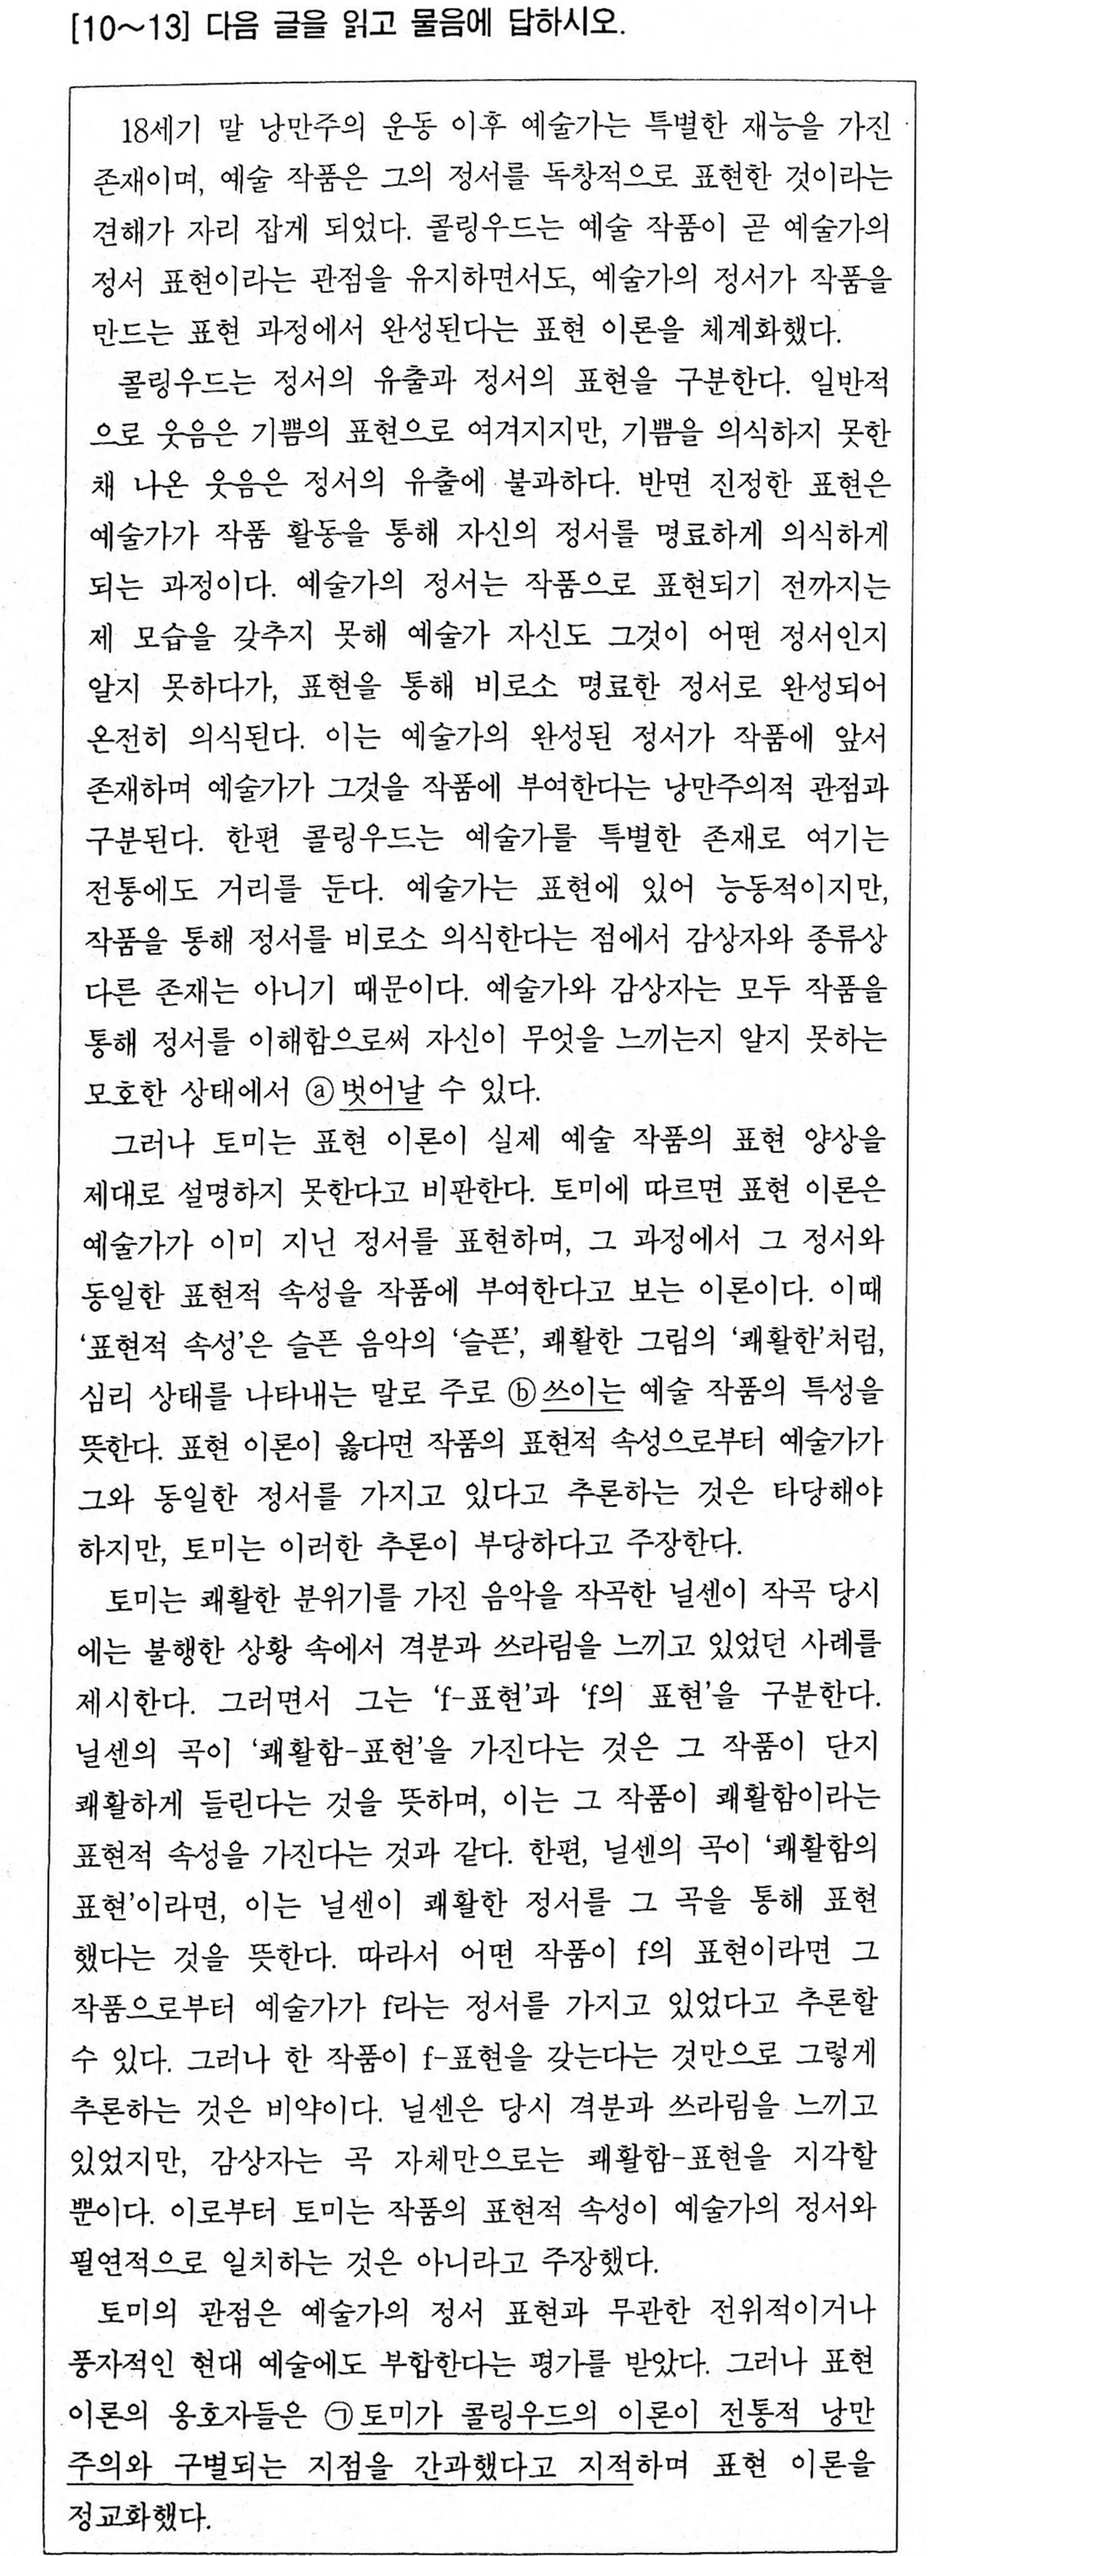 [10~13] 다음 글을 읽고 물음에 답하시오.
18세기 말 낭만주의 운동 이후 예술가는 특별한 재능을 가진
존재이며, 예술 작품은 그의 정서를 독창적으로 표현한 것이라는
견해가 자리 잡게 되었다. 콜링우드는 예술 작품이 곧 예술가의
정서 표현이라는 관점을 유지하면서도, 예술가의 정서가 작품을
만드는 표현 과정에서 완성된다는 표현 이론을 체계화했다.
콜링우드는 정서의 유출과 정서의 표현을 구분한다. 일반적
으로 웃음은 기쁨의 표현으로 여겨지지만, 기쁨을 의식하지 못한
채 나온 웃음은 정서의 유출에 불과하다. 반면 진정한 표현은
예술가가 작품 활동을 통해 자신의 정서를 명료하게 의식하게
되는 과정이다. 예술가의 정서는 작품으로 표현되기 전까지는
제 모습을 갖추지 못해 예술가 자신도 그것이 어떤 정서인지
알지 못하다가, 표현을 통해 비로소 명료한 정서로 완성되어
온전히 의식된다. 이는 예술가의 완성된 정서가 작품에 앞서
존재하며 예술가가 그것을 작품에 부여한다는 낭만주의적 관점과
구분된다. 한편 콜링우드는 예술가를 특별한 존재로 여기는
전통에도 거리를 둔다. 예술가는 표현에 있어 능동적이지만,
작품을 통해 정서를 비로소 의식한다는 점에서 감상자와 종류상
다른 존재는 아니기 때문이다. 예술가와 감상자는 모두 작품을
통해 정서를 이해함으로써 자신이 무엇을 느끼는지 알지 못하는
모호한 상태에서 ⓐ벗어날 수 있다.
그러나 토미는 표현 이론이 실제 예술 작품의 표현 양상을
제대로 설명하지 못한다고 비판한다. 토미에 따르면 표현 이론은
예술가가 이미 지닌 정서를 표현하며, 그 과정에서 그 정서와
동일한 표현적 속성을 작품에 부여한다고 보는 이론이다. 이때
‘표현적 속성’은 슬픈 음악의 ‘슬픈’, 쾌활한 그림의 ‘쾌활한’처럼,
심리 상태를 나타내는 말로 주로 ⓑ쓰이는 예술 작품의 특성을
뜻한다. 표현 이론이 옳다면 작품의 표현적 속성으로부터 예술가가
그와 동일한 정서를 가지고 있다고 추론하는 것은 타당해야
하지만, 토미는 이러한 추론이 부당하다고 주장한다.
토미는 쾌활한 분위기를 가진 음악을 작곡한 닐센이 작곡 당시
에는 불행한 상황 속에서 격분과 쓰라림을 느끼고 있었던 사례를
제시한다. 그러면서 그는 ‘f-표현’과 ‘f의 표현’을 구분한다.
닐센의 곡이 ‘쾌활함-표현’을 가진다는 것은 그 작품이 단지
쾌활하게 들린다는 것을 뜻하며, 이는 그 작품이 쾌활함이라는
표현적 속성을 가진다는 것과 같다. 한편, 닐센의 곡이 ‘쾌활함의
표현’이라면, 이는 닐센이 쾌활한 정서를 그 곡을 통해 표현
했다는 것을 뜻한다. 따라서 어떤 작품이 f의 표현이라면 그
작품으로부터 예술가가 f라는 정서를 가지고 있었다고 추론할
수 있다. 그러나 한 작품이 f-표현을 갖는다는 것만으로 그렇게
추론하는 것은 비약이다. 닐센은 당시 격분과 쓰라림을 느끼고
있었지만, 감상자는 곡 자체만으로는 쾌활함-표현을 지각할
뿐이다. 이로부터 토미는 작품의 표현적 속성이 예술가의 정서와
필연적으로 일치하는 것은 아니라고 주장했다.
토미의 관점은 예술가의 정서 표현과 무관한 전위적이거나
풍자적인 현대 예술에도 부합한다는 평가를 받았다. 그러나 표현
이론의 옹호자들은 ㉠토미가 콜링우드의 이론이 전통적 낭만
주의와 구별되는 지점을 간과했다고 지적하며 표현 이론을
정교화했다.